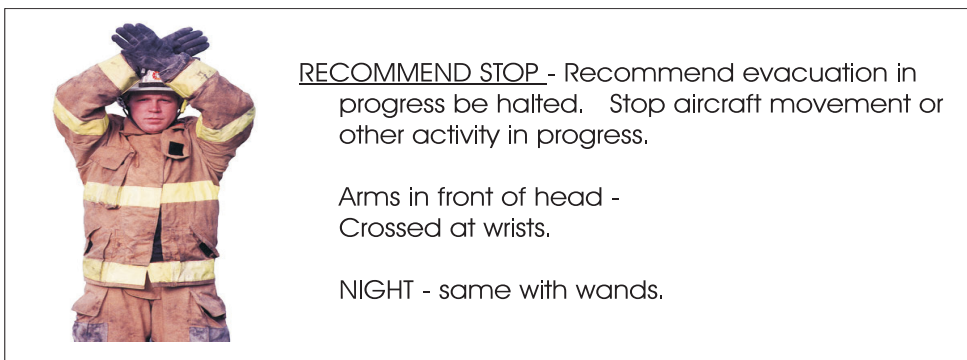 RECOMMEND STOP - Recommend evacuation in
progress be halted. Stop aircraft movement or
other activity in progress.
Arms in front of head -
Crossed at wrists.
NIGHT - same with wands.